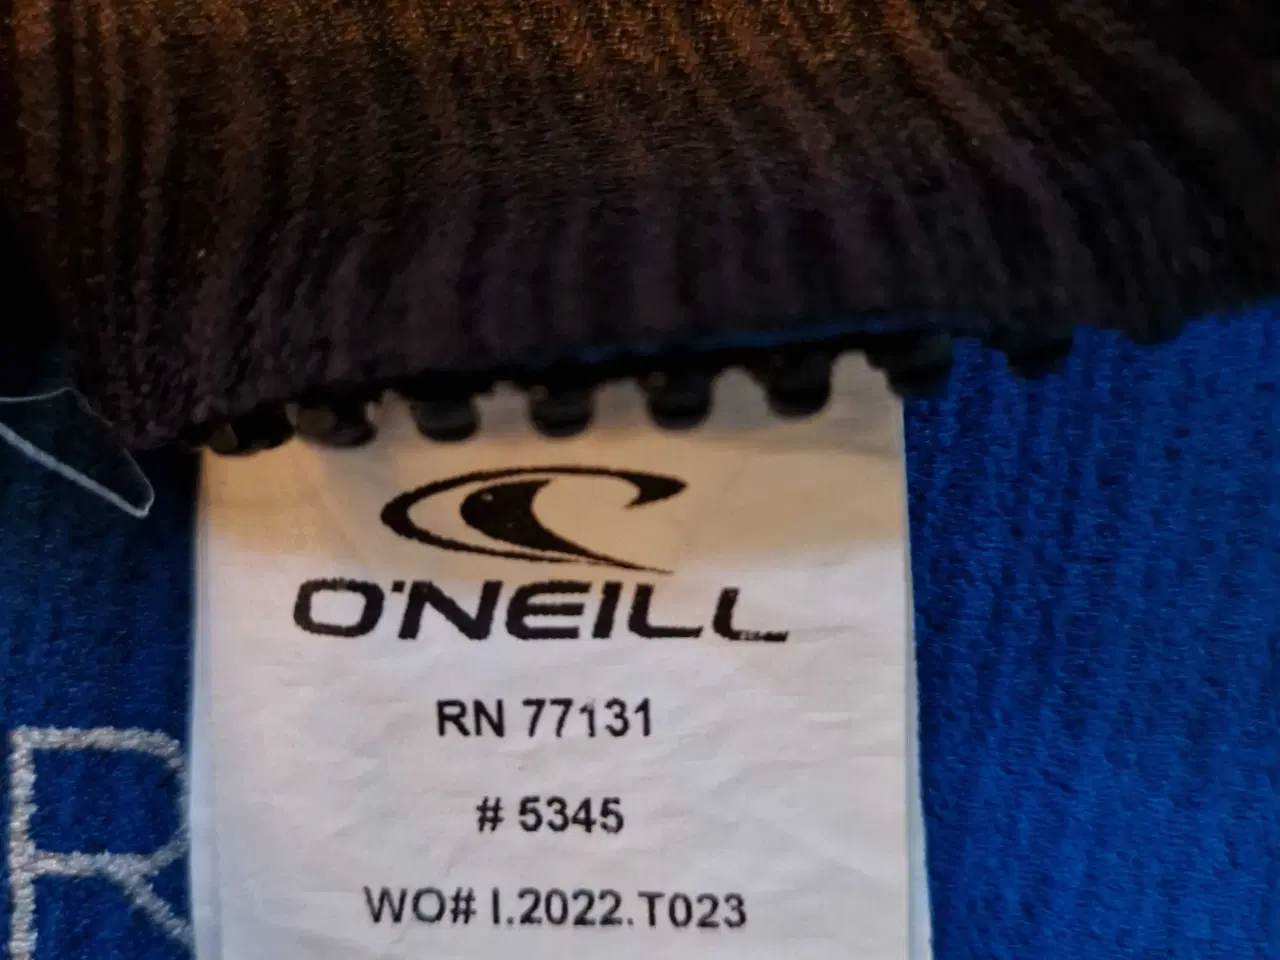 O'NEILL
RN 77131
# 5345
WO# I.2022.T023
R